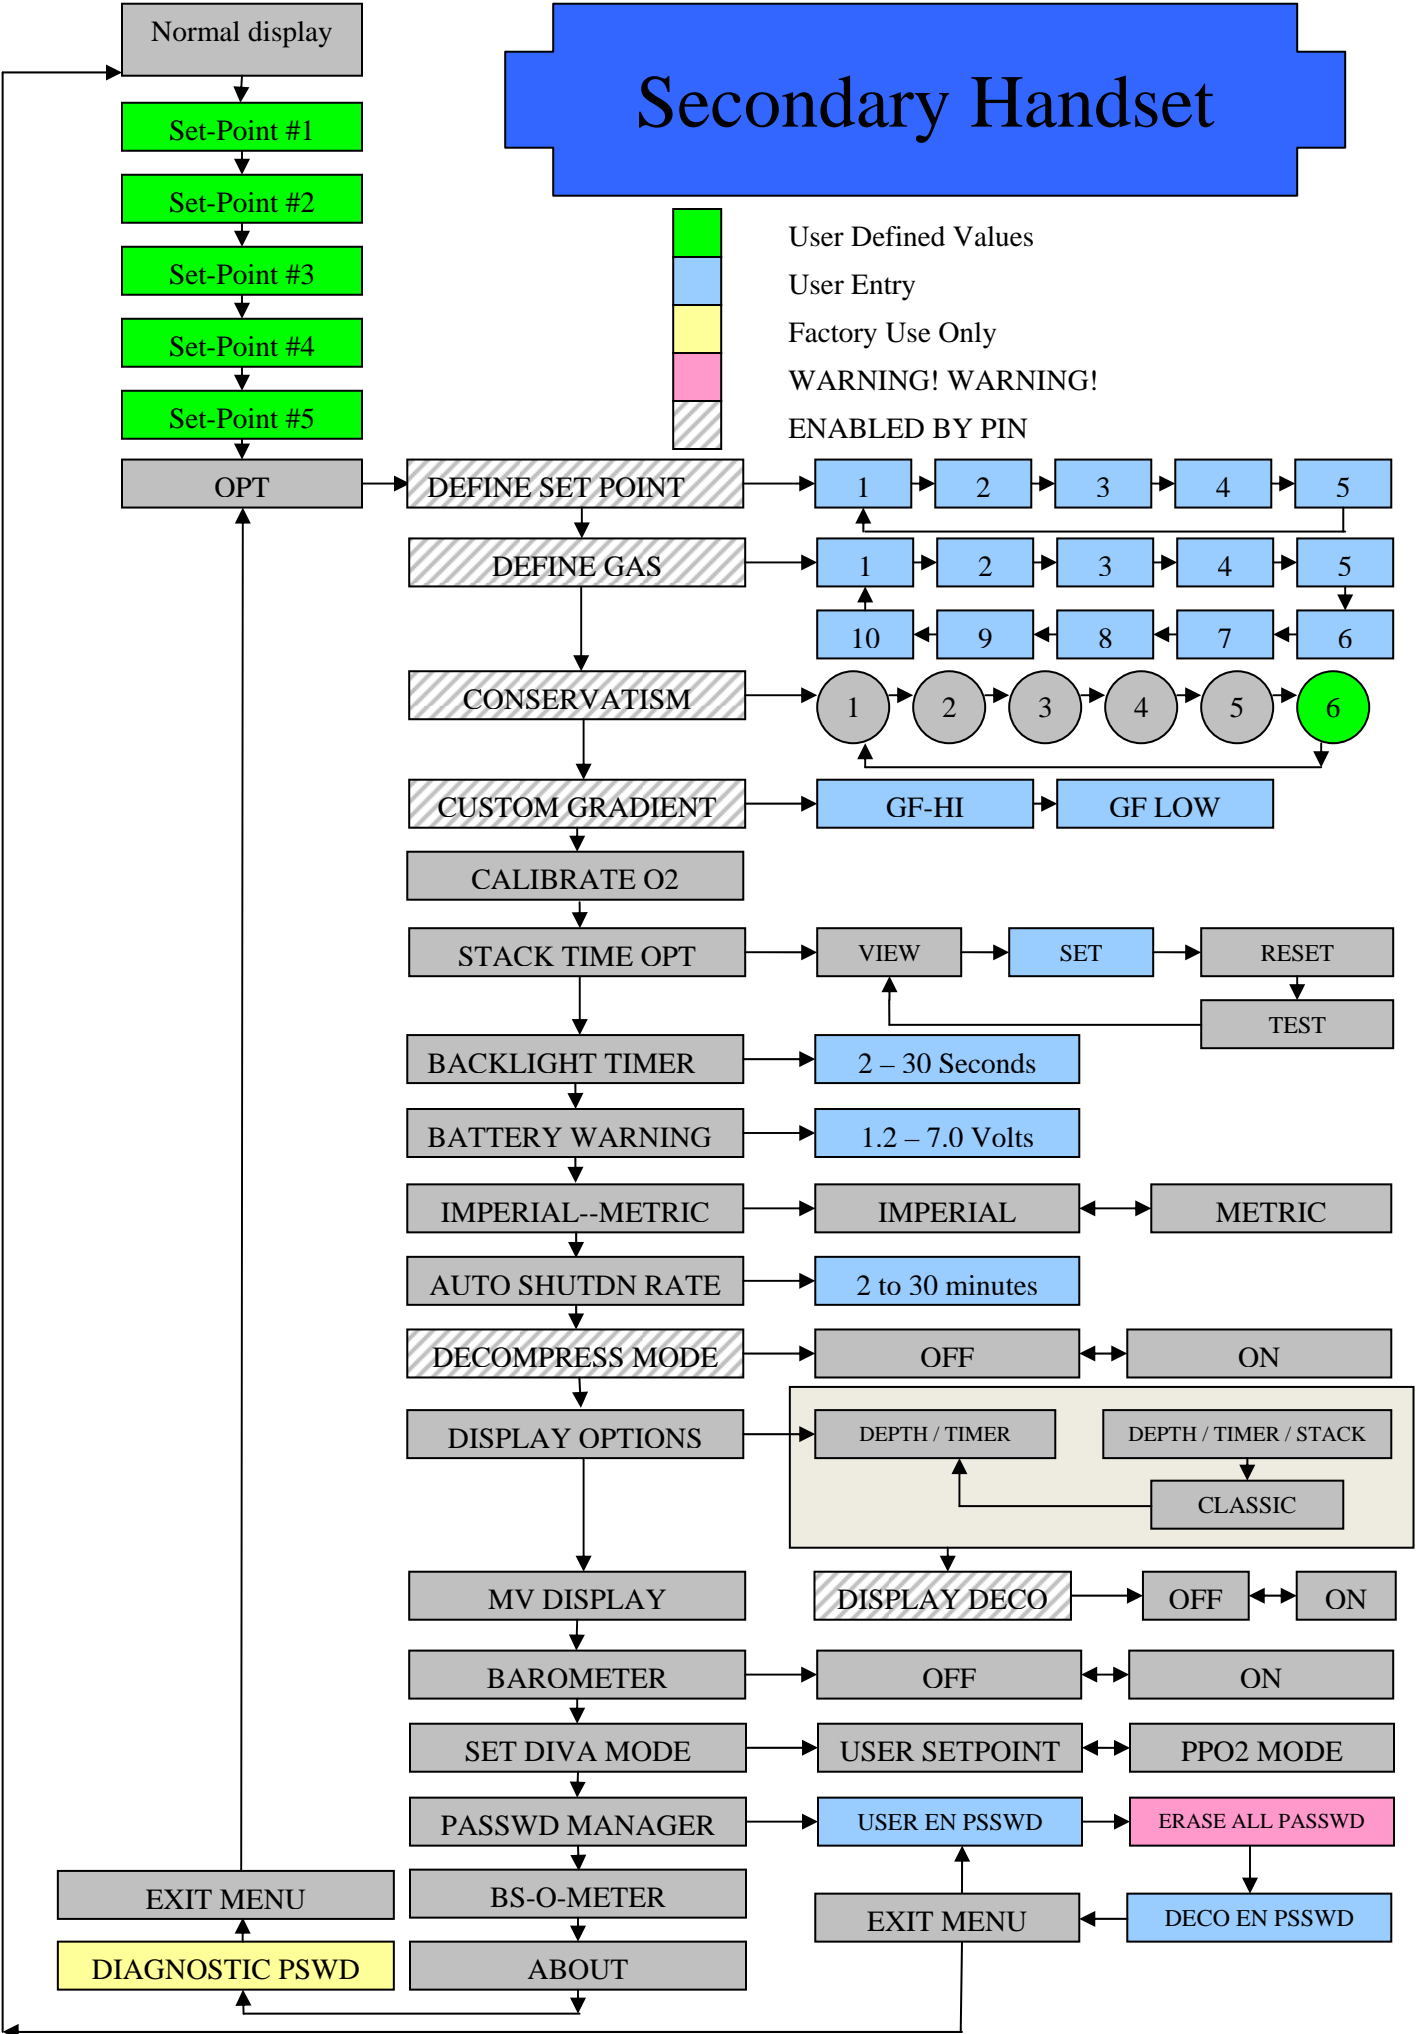 Normal display
Secondary Handset
Set-Point #1
Set-Point #2
Set-Point #3
Set-Point #4
Set-Point #5
User Defined Values
User Entry
Factory Use Only
WARNING! WARNING!
ENABLED BY PIN
OPT
DEFINE SET POINT
1 2 3 4 5
DEFINE GAS
1 2 3 4 5
10 9 8 7 6
CONSERVATISM
1 2 3 4 5 6
CUSTOM GRADIENT
GF-HI
GF LOW
CALIBRATE O2
STACK TIME OPT
VIEW
SET
RESET
TEST
BACKLIGHT TIMER
2 – 30 Seconds
BATTERY WARNING
1.2 – 7.0 Volts
IMPERIAL--METRIC
IMPERIAL
METRIC
AUTO SHUTDN RATE
2 to 30 minutes
DECOMPRESS MODE
OFF
ON
DISPLAY OPTIONS
DEPTH / TIMER
DEPTH / TIMER / STACK
CLASSIC
MV DISPLAY
DISPLAY DECO
OFF
ON
BAROMETER
OFF
ON
SET DIVA MODE
USER SETPOINT
PPO2 MODE
PASSWD MANAGER
USER EN PSSWD
ERASE ALL PASSWD
EXIT MENU
BS-O-METER
EXIT MENU
DECO EN PSSWD
DIAGNOSTIC PSWD
ABOUT